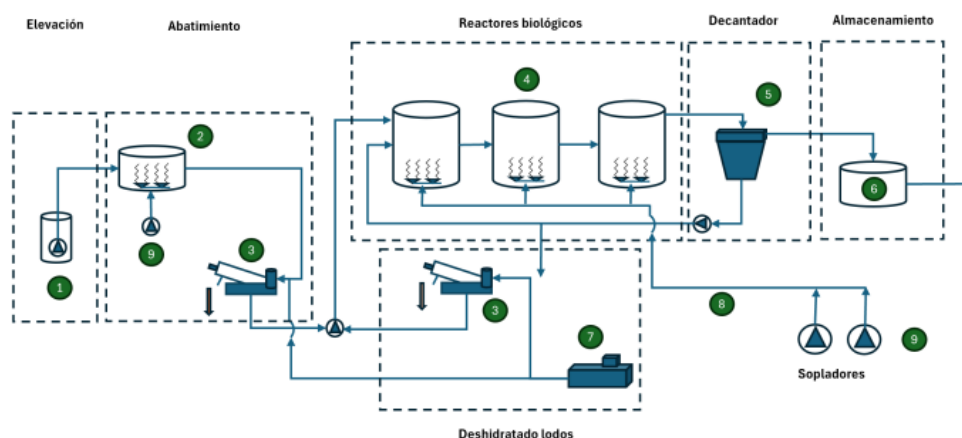 Elevación
Abatimiento
Reactores biológicos
Decantador
Almacenamiento
4
5
2
6
9
3
1
3
8
7
9
Sopladores
Deshidratado lodos